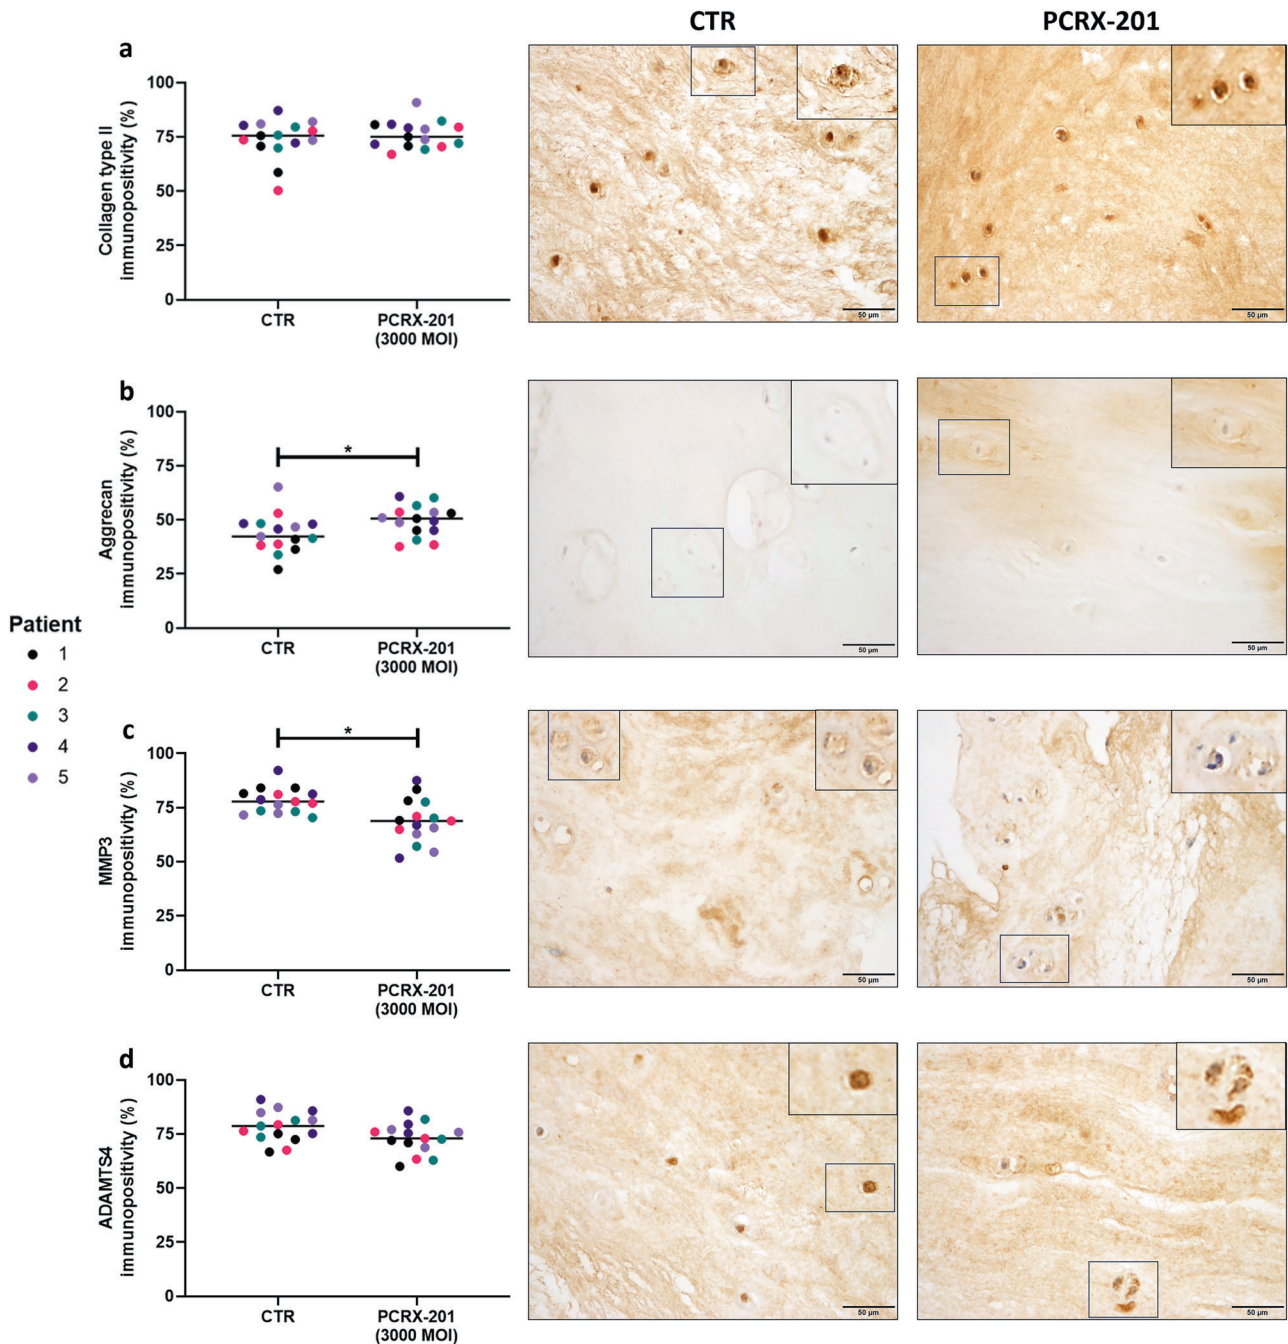 CTR
PCRX-201
a
Collagen type II
immunopositivity (%)
100
75
50
25
0
CTR
PCRX-201
(3000 MOI)
50 µm
50 µm
b
Aggrecan
immunopositivity (%)
100
75
50
25
0
*
CTR
PCRX-201
(3000 MOI)
50 µm
50 µm
Patient
1
2
3
4
5
c
MMP3
immunopositivity (%)
100
75
50
25
0
*
CTR
PCRX-201
(3000 MOI)
50 µm
50 µm
d
ADAMTS4
immunopositivity (%)
100
75
50
25
0
CTR
PCRX-201
(3000 MOI)
50 µm
50 µm